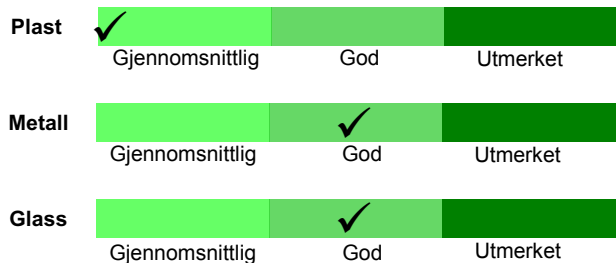 Plast
Gjennomsnittlig God Utmerket
Metall
Gjennomsnittlig God Utmerket
Glass
Gjennomsnittlig God Utmerket